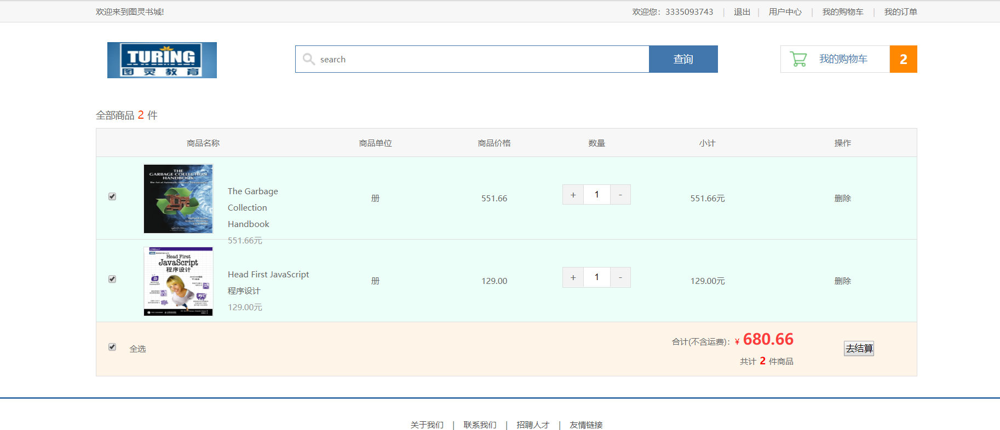 欢迎来到图灵书城!
欢迎您：3335093743 | 退出 | 用户中心 | 我的购物车 | 我的订单
TURING
图灵教育
search
查询
我的购物车
2
全部商品 2 件
商品名称 商品单位 商品价格 数量 小计 操作
THE
GARBAGE COLLECTION
HANDBOOK
The Garbage
Collection
Handbook
551.66元
册 551.66 + 1 - 551.66元 删除
O'REILLY
Head First
JavaScript
程序设计
Head First JavaScript
程序设计
129.00元
册 129.00 + 1 - 129.00元 删除
全选
合计(不含运费)：¥ 680.66
共计 2 件商品
去结算
关于我们 | 联系我们 | 招聘人才 | 友情链接